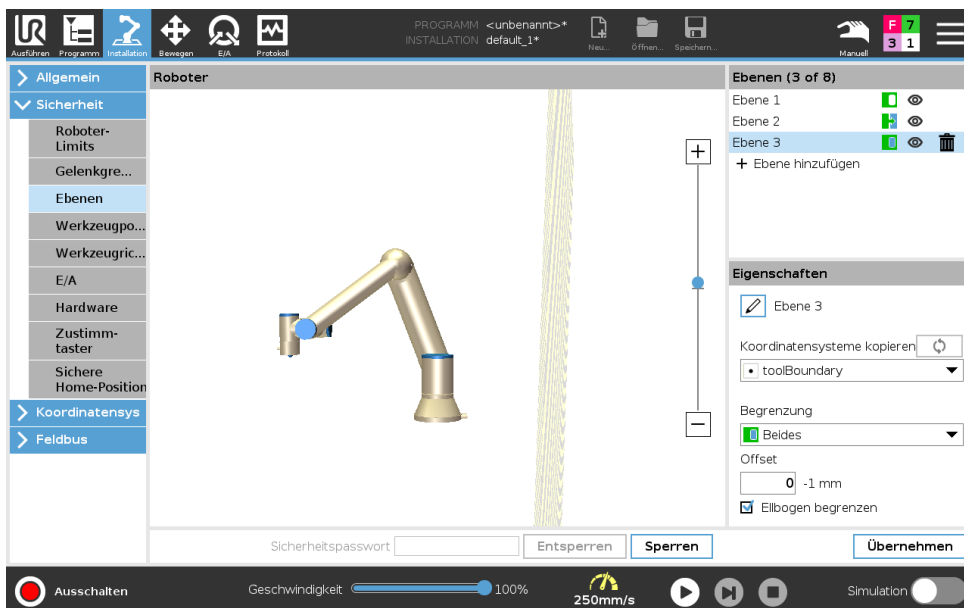 PROGRAMM <unbenannt>*
INSTALLATION default_1*
Ausführen Programm Installation Bewegen E/A Protokoll Neu... Öffnen... Speichern... Manuell
F 7
3 1
Allgemein
Sicherheit
Roboter-
Limits
Gelenkgre...
Ebenen
Werkzeugpo...
Werkzeugric...
E/A
Hardware
Zustimm-
taster
Sichere
Home-Position
Koordinatensys
Feldbus
Roboter
Ebenen (3 of 8)
Ebene 1
Ebene 2
Ebene 3
+ Ebene hinzufügen
Eigenschaften
Ebene 3
Koordinatensysteme kopieren
toolBoundary
Begrenzung
Beides
Offset
0 -1 mm
Ellbogen begrenzen
Sicherheitspasswort Entsperren Sperren Übernehmen
Ausschalten Geschwindigkeit 100% 250mm/s Simulation